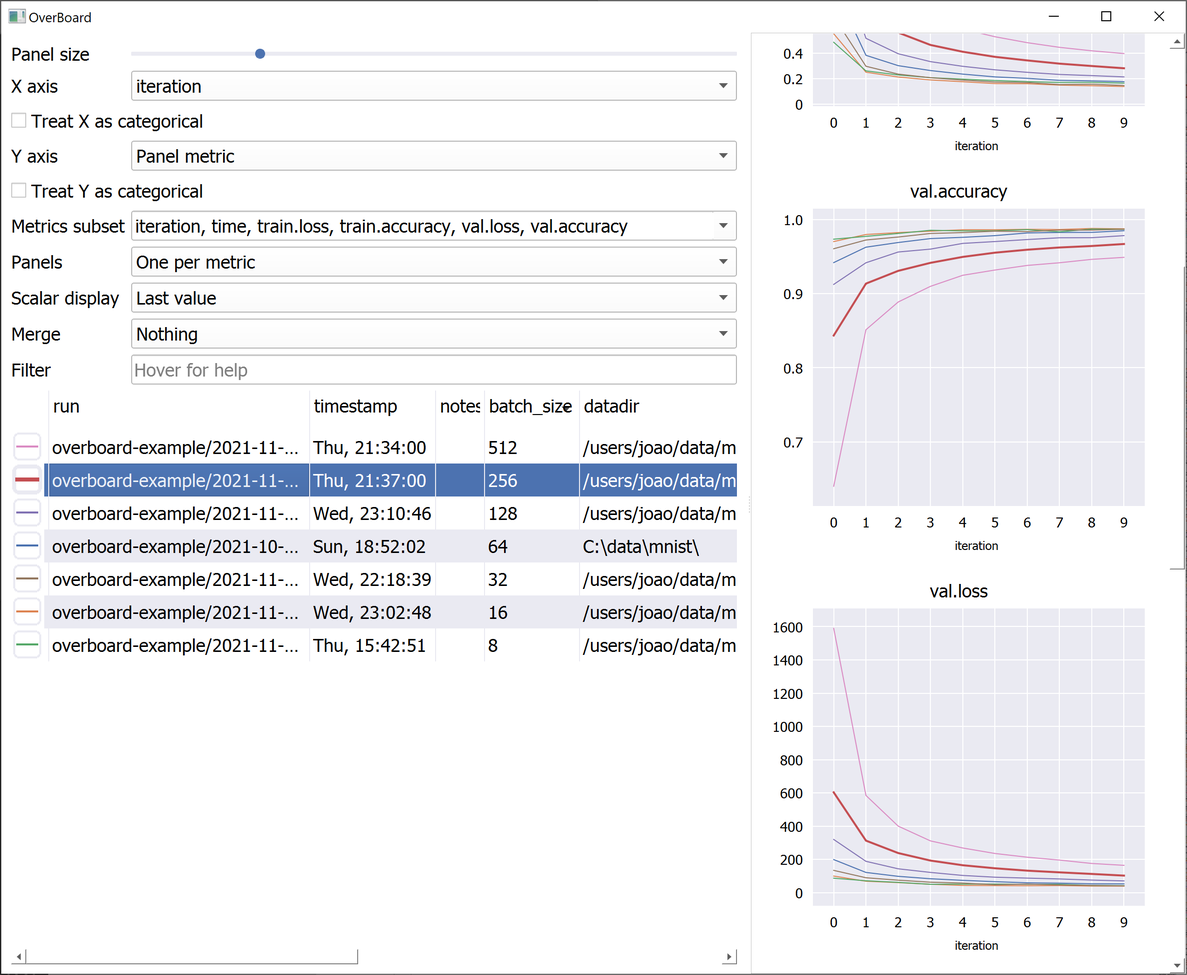 OverBoard
Panel size
X axis iteration
Treat X as categorical
Y axis Panel metric
Treat Y as categorical
Metrics subset iteration, time, train.loss, train.accuracy, val.loss, val.accuracy
Panels One per metric
Scalar display Last value
Merge Nothing
Filter Hover for help
run timestamp notes batch_size datadir
overboard-example/2021-11-... Thu, 21:34:00 512 /users/joao/data/m
overboard-example/2021-11-... Thu, 21:37:00 256 /users/joao/data/m
overboard-example/2021-11-... Wed, 23:10:46 128 /users/joao/data/m
overboard-example/2021-10-... Sun, 18:52:02 64 C:\data\mnist\
overboard-example/2021-11-... Wed, 22:18:39 32 /users/joao/data/m
overboard-example/2021-11-... Wed, 23:02:48 16 /users/joao/data/m
overboard-example/2021-11-... Thu, 15:42:51 8 /users/joao/data/m
0.4
0.2
0
0 1 2 3 4 5 6 7 8 9
iteration
val.accuracy
1.0
0.9
0.8
0.7
0 1 2 3 4 5 6 7 8 9
iteration
val.loss
1600
1400
1200
1000
800
600
400
200
0
0 1 2 3 4 5 6 7 8 9
iteration